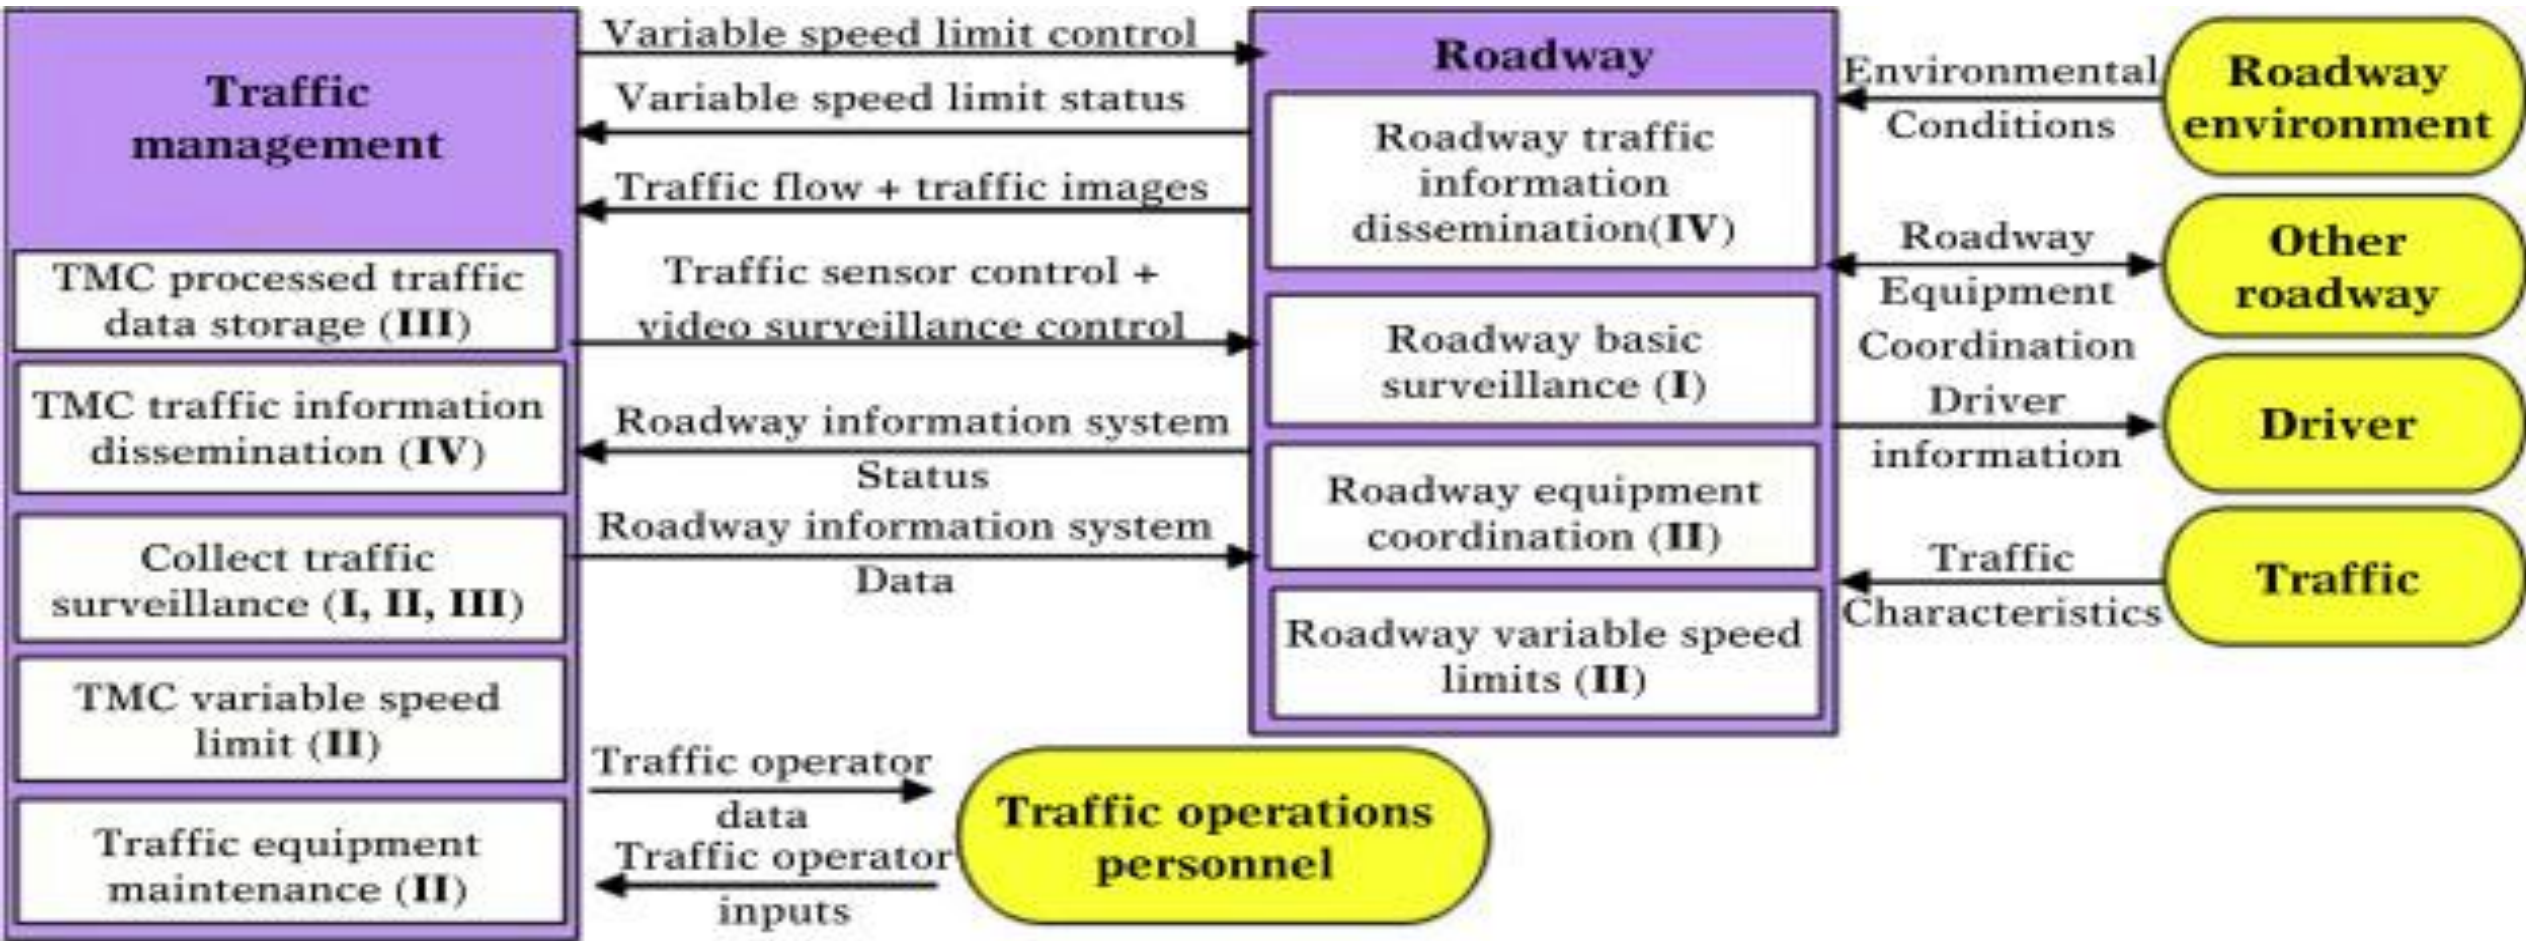 Traffic
management
TMC processed traffic
data storage (III)
TMC traffic information
dissemination (IV)
Collect traffic
surveillance (I, II, III)
TMC variable speed
limit (II)
Traffic equipment
maintenance (II)
Variable speed limit control
Variable speed limit status
Traffic flow + traffic images
Traffic sensor control +
video surveillance control
Roadway information system
Status
Roadway information system
Data
Traffic operator
data
Traffic operator
inputs
Traffic operations
personnel
Roadway
Roadway traffic
information
dissemination(IV)
Roadway basic
surveillance (I)
Roadway equipment
coordination (II)
Roadway variable speed
limits (II)
Environmental
Conditions
Roadway
Equipment
Coordination
Driver
information
Traffic
Characteristics
Roadway
environment
Other
roadway
Driver
Traffic